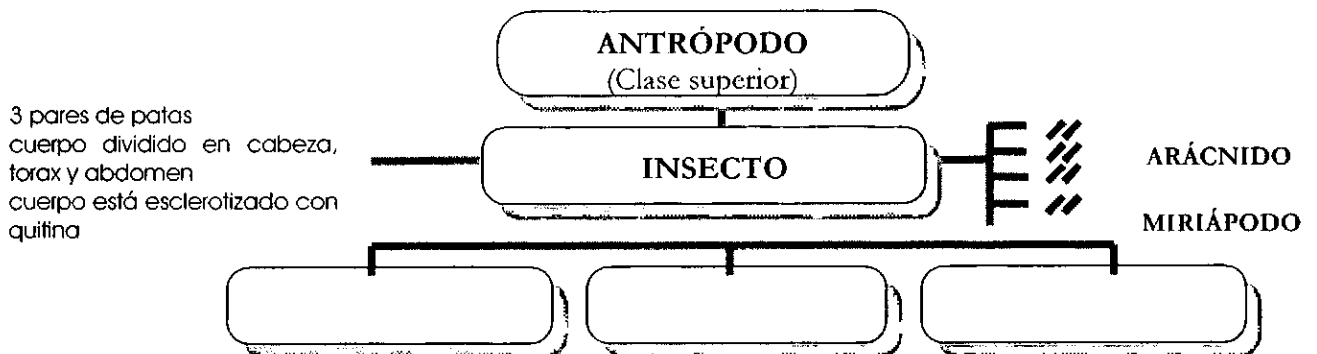 ANTRÓPODO
(Clase superior)
3 pares de patas
cuerpo dividido en cabeza,
torax y abdomen
cuerpo está esclerotizado con
quitina
INSECTO
ARÁCNIDO
MIRIÁPODO